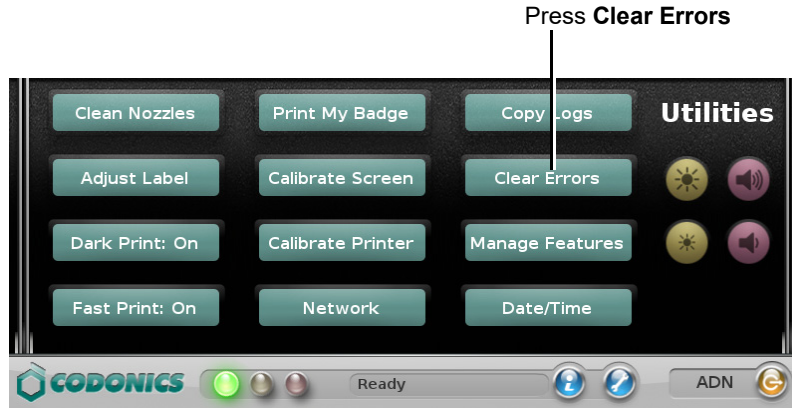 Press Clear Errors
Clean Nozzles
Print My Badge
Copy Logs
Utilities
Adjust Label
Calibrate Screen
Clear Errors
Dark Print: On
Calibrate Printer
Manage Features
Fast Print: On
Network
Date/Time
CODONICS
Ready
ADN